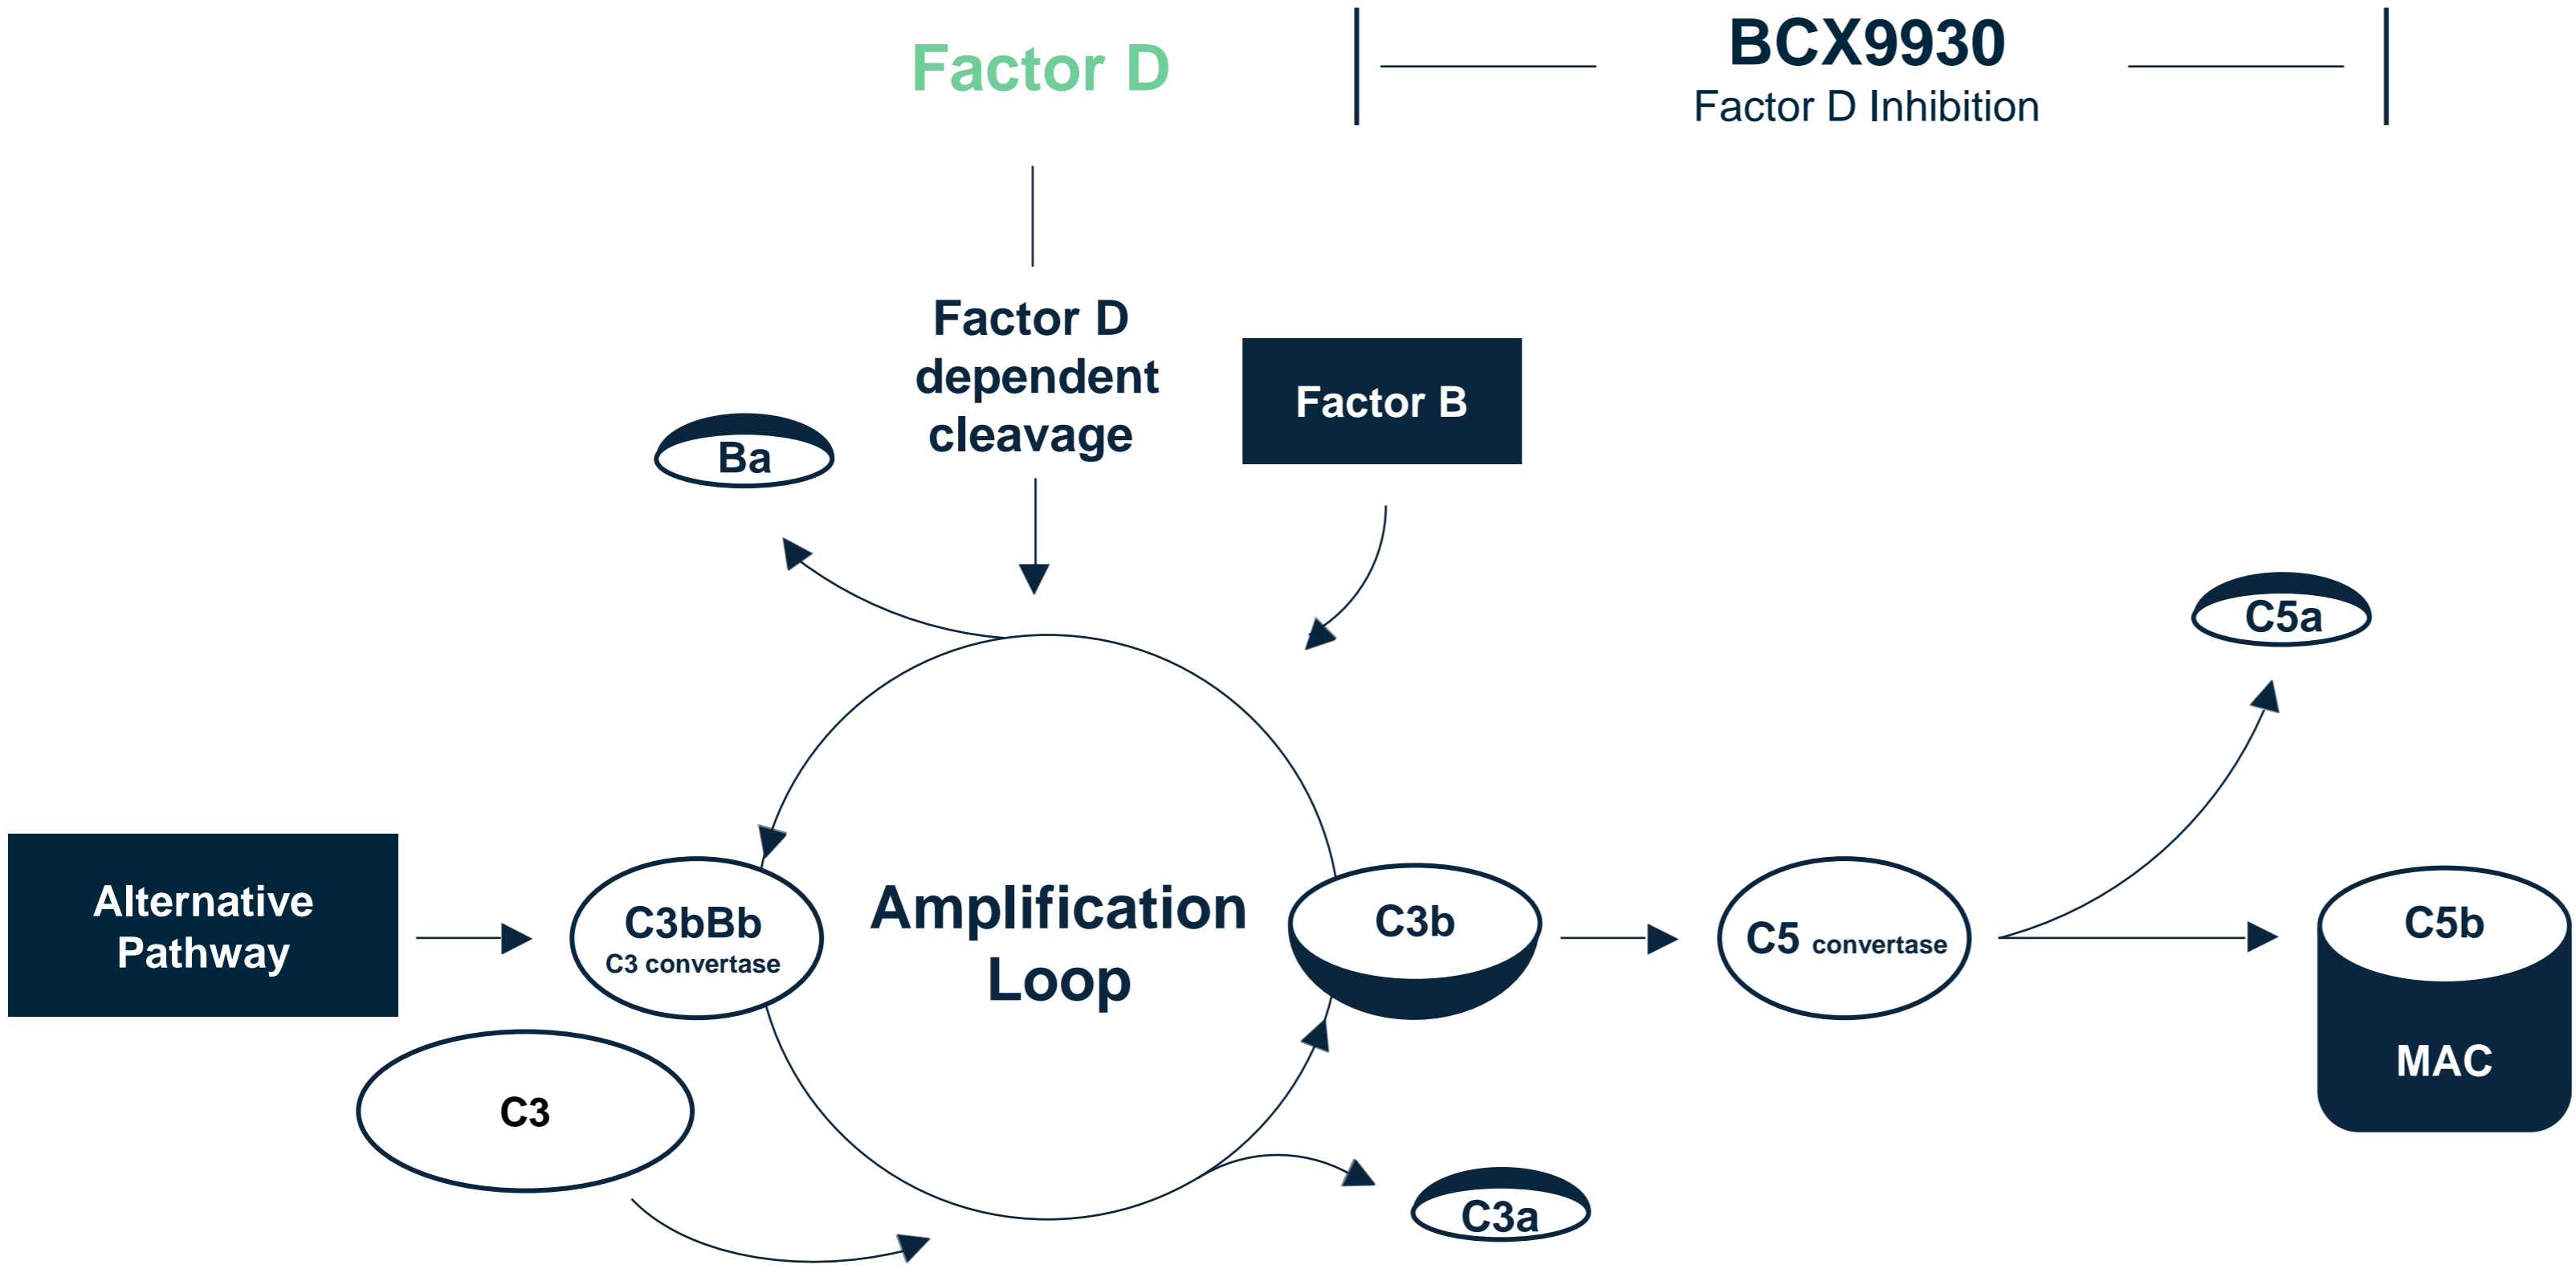 Factor D
BCX9930
Factor D Inhibition
Factor D
dependent
cleavage
Factor B
Ba
C5a
Alternative
Pathway
C3bBb
C3 convertase
Amplification
Loop
C3b
C5 convertase
C5b
MAC
C3
C3a